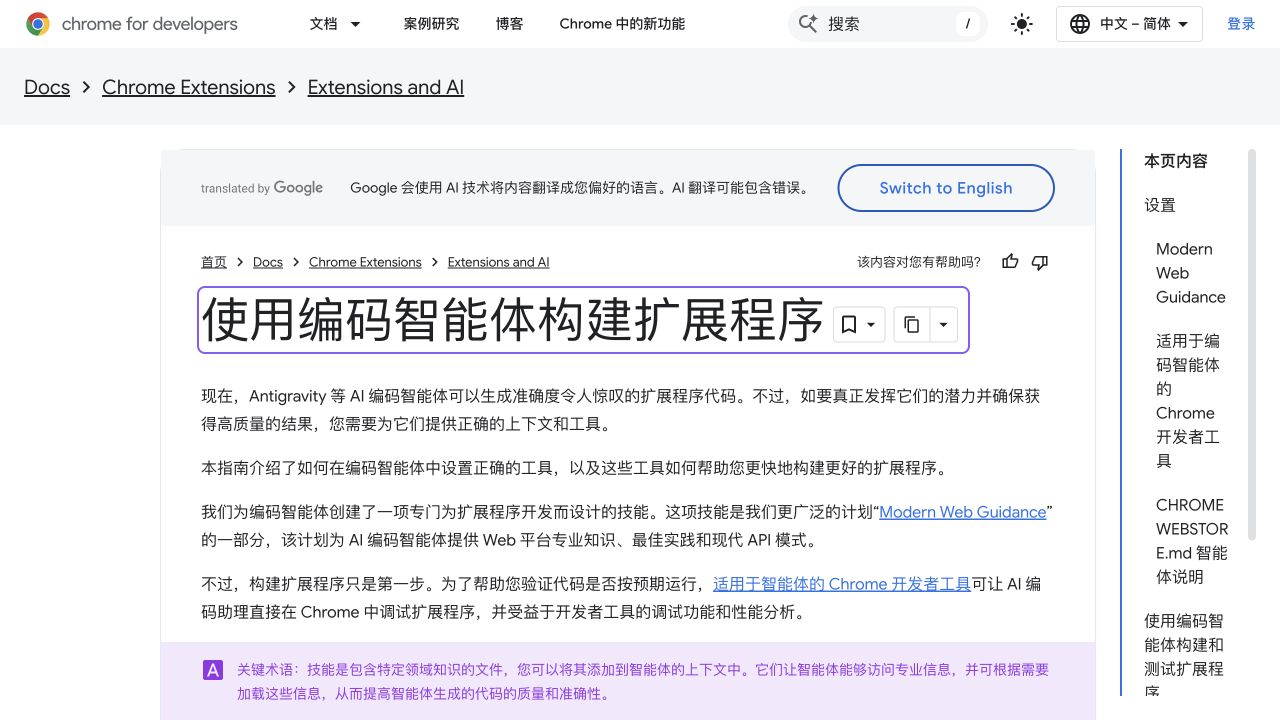 chrome for developers 文档 案例研究 博客 Chrome 中的新功能 搜索 / 中文 – 简体 登录
Docs > Chrome Extensions > Extensions and AI
translated by Google Google 会使用 AI 技术将内容翻译成您偏好的语言。AI 翻译可能包含错误。 Switch to English
首页 > Docs > Chrome Extensions > Extensions and AI 该内容对您有帮助吗?
使用编码智能体构建扩展程序
现在，Antigravity 等 AI 编码智能体可以生成准确度令人惊叹的扩展程序代码。不过，如要真正发挥它们的潜力并确保获
得高质量的结果，您需要为它们提供正确的上下文和工具。
本指南介绍了如何在编码智能体中设置正确的工具，以及这些工具如何帮助您更快地构建更好的扩展程序。
我们为编码智能体创建了一项专门为扩展程序开发而设计的技能。这项技能是我们更广泛的计划“Modern Web Guidance”
的一部分，该计划为 AI 编码智能体提供 Web 平台专业知识、最佳实践和现代 API 模式。
不过，构建扩展程序只是第一步。为了帮助您验证代码是否按预期运行，适用于智能体的 Chrome 开发者工具可让 AI 编
码助理直接在 Chrome 中调试扩展程序，并受益于开发者工具的调试功能和性能分析。
A 关键术语：技能是包含特定领域知识的文件，您可以将其添加到智能体的上下文中。它们让智能体能够访问专业信息，并可根据需要
加载这些信息，从而提高智能体生成的代码的质量和准确性。
本页内容
设置
Modern
Web
Guidance
适用于编
码智能体
的
Chrome
开发者工
具
CHROME
WEBSTOR
E.md 智能
体说明
使用编码智
能体构建和
测试扩展程
序